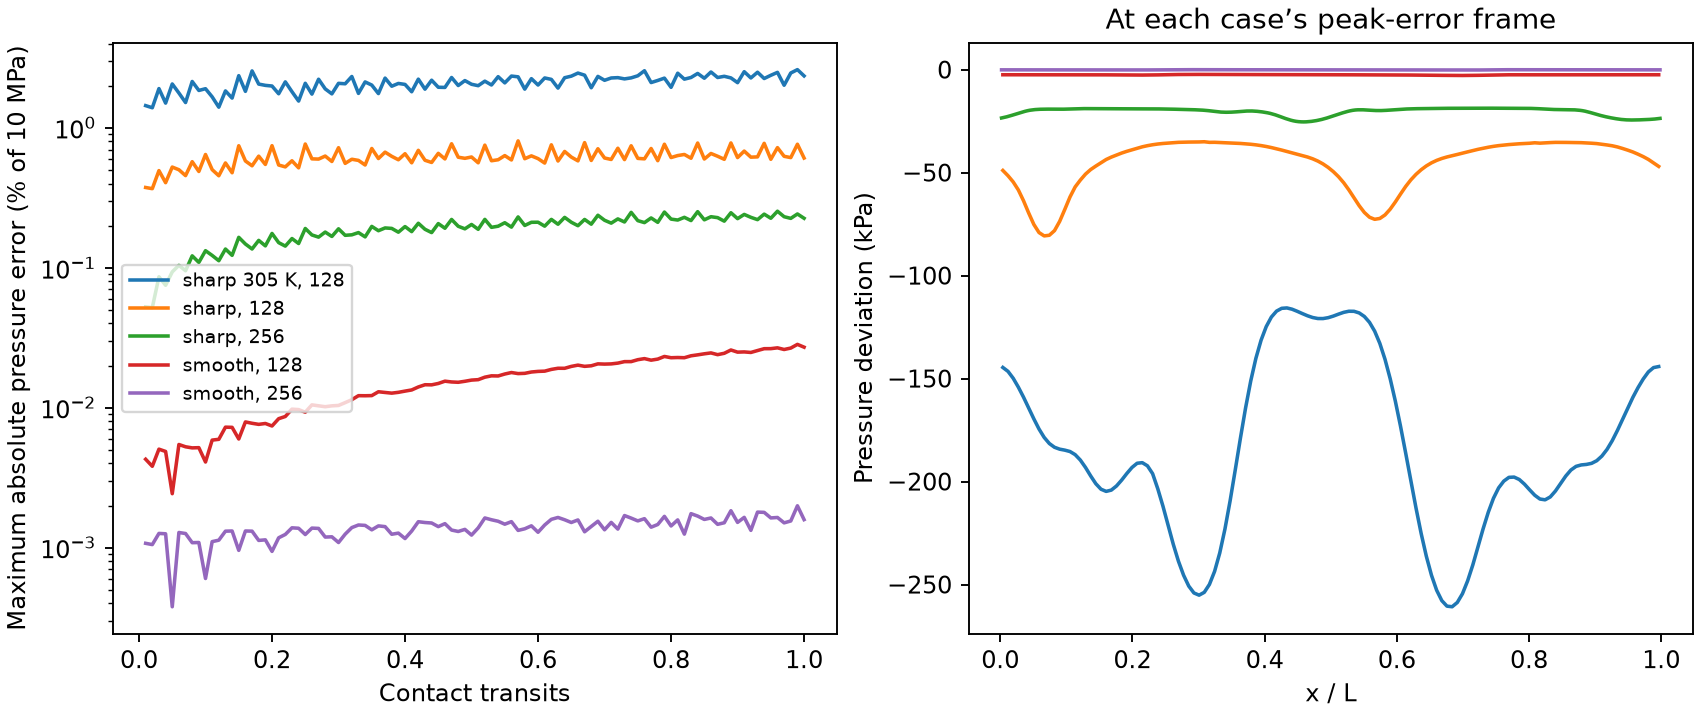 Maximum absolute pressure error (% of 10 MPa)
10⁰
10⁻¹
10⁻²
10⁻³
sharp 305 K, 128
sharp, 128
sharp, 256
smooth, 128
smooth, 256
0.0 0.2 0.4 0.6 0.8 1.0
Contact transits
At each case’s peak-error frame
Pressure deviation (kPa)
0
−50
−100
−150
−200
−250
0.0 0.2 0.4 0.6 0.8 1.0
x / L